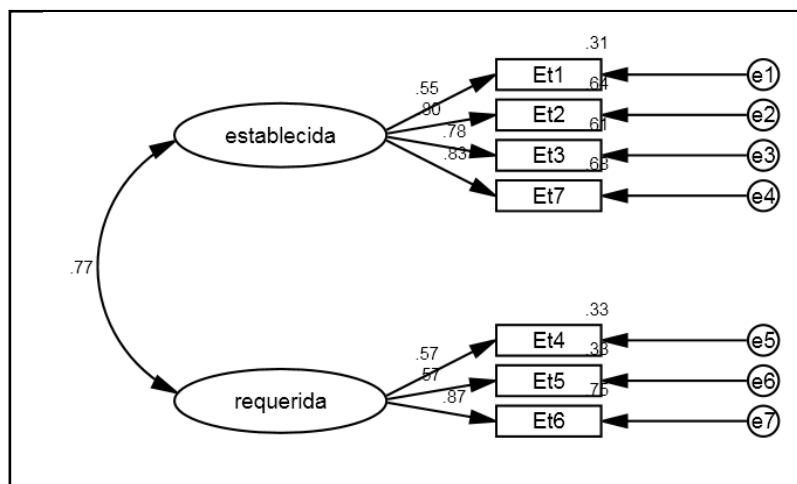 .31
Et1
e1
.55
.64
.80
Et2
e2
establecida
.78
.61
Et3
e3
.83
.68
Et7
e4
.77
.33
Et4
e5
.57
.33
.57
Et5
e6
requerida
.87
.75
Et6
e7